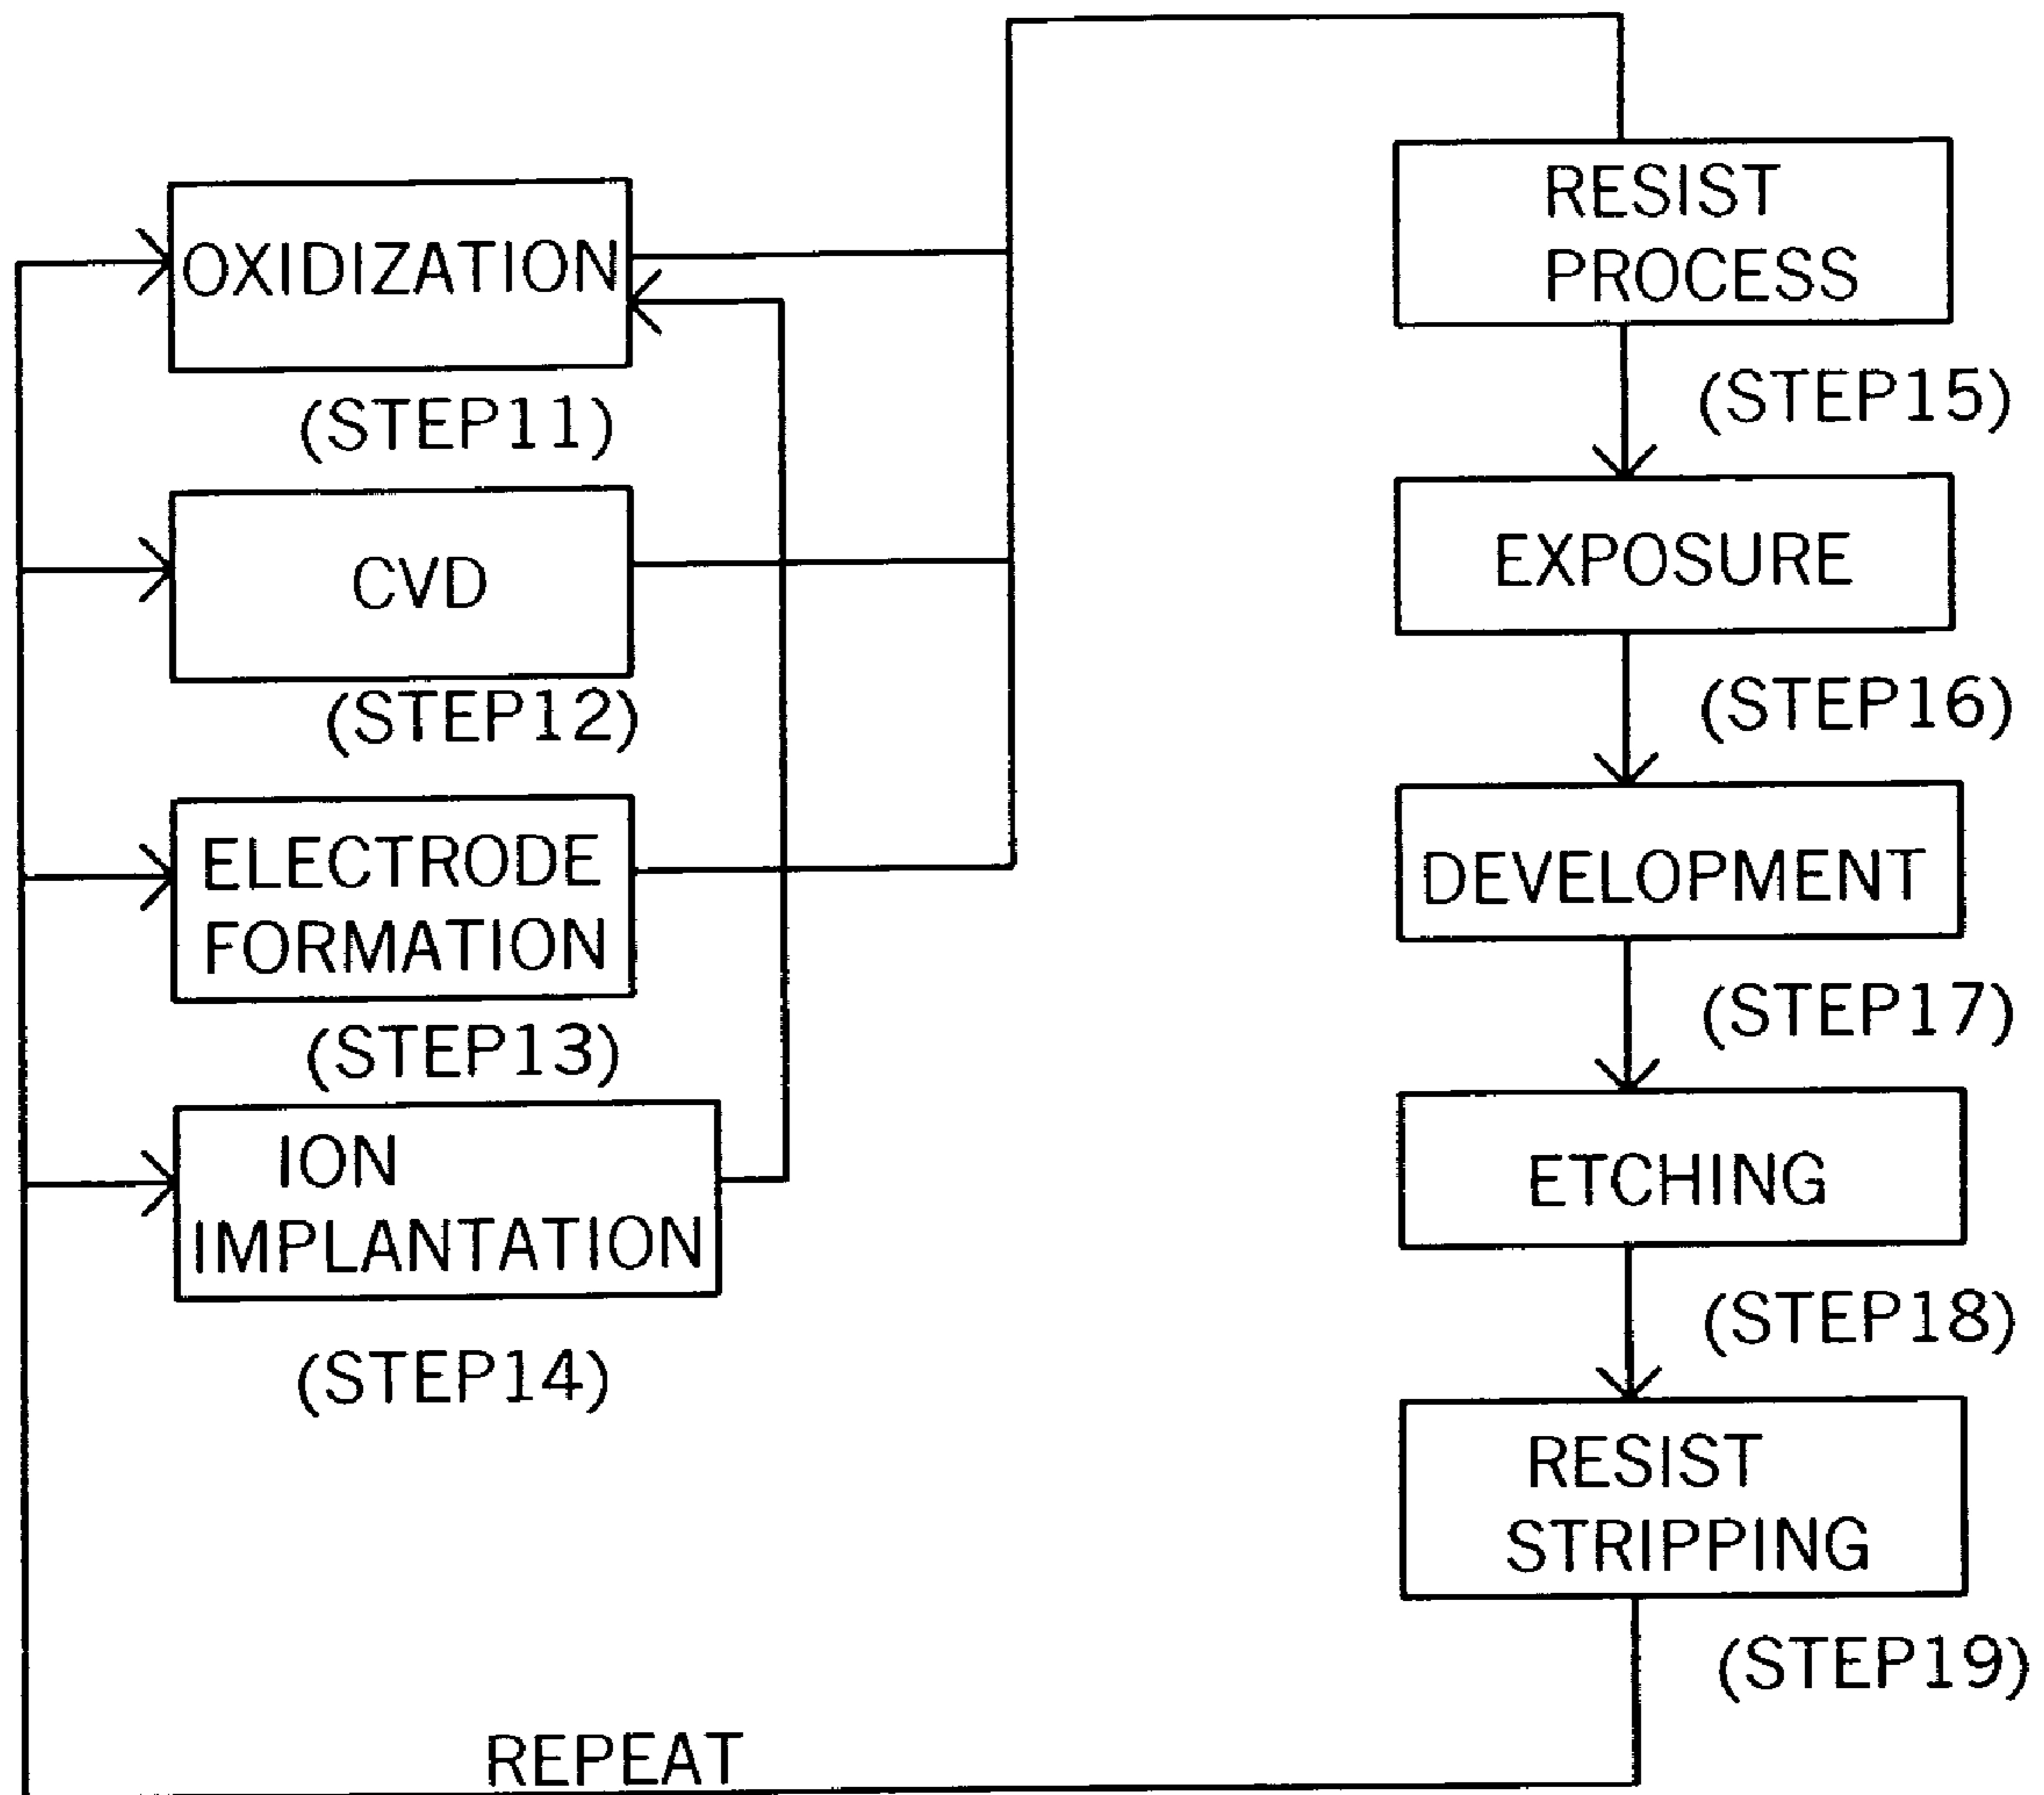 OXIDIZATION
(STEP11)
CVD
(STEP12)
ELECTRODE
FORMATION
(STEP13)
ION
IMPLANTATION
(STEP14)
RESIST
PROCESS
(STEP15)
EXPOSURE
(STEP16)
DEVELOPMENT
(STEP17)
ETCHING
(STEP18)
RESIST
STRIPPING
(STEP19)
REPEAT